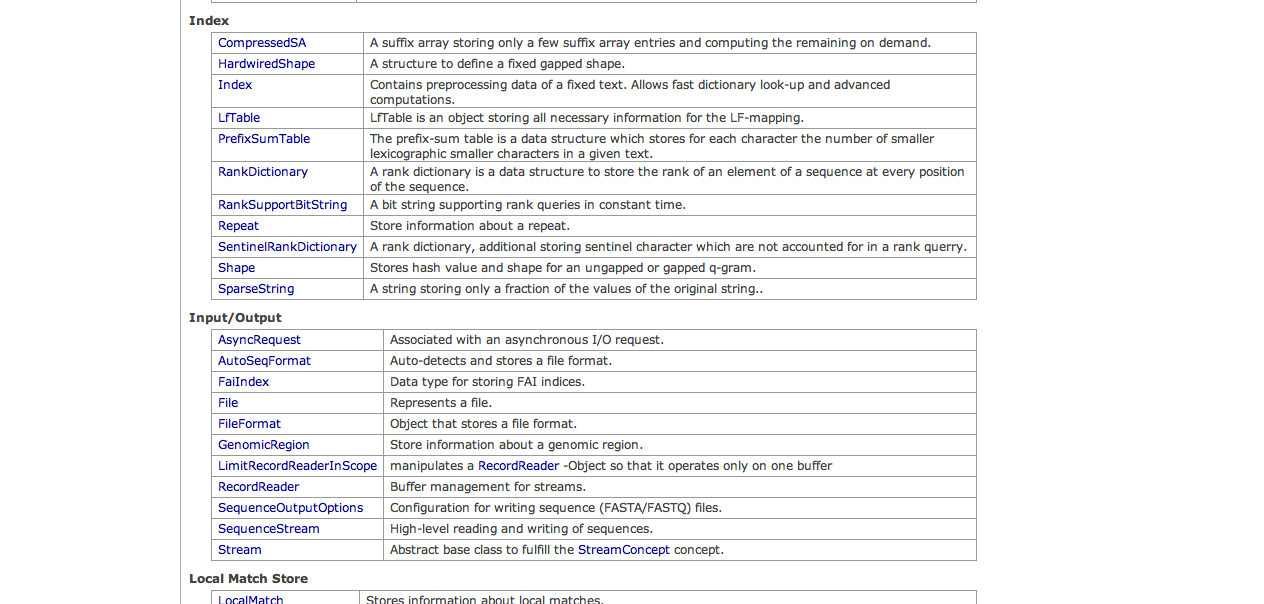 Index
CompressedSA A suffix array storing only a few suffix array entries and computing the remaining on demand.
HardwiredShape A structure to define a fixed gapped shape.
Index Contains preprocessing data of a fixed text. Allows fast dictionary look-up and advanced
computations.
LfTable LfTable is an object storing all necessary information for the LF-mapping.
PrefixSumTable The prefix-sum table is a data structure which stores for each character the number of smaller
lexicographic smaller characters in a given text.
RankDictionary A rank dictionary is a data structure to store the rank of an element of a sequence at every position
of the sequence.
RankSupportBitString A bit string supporting rank queries in constant time.
Repeat Store information about a repeat.
SentinelRankDictionary A rank dictionary, additional storing sentinel character which are not accounted for in a rank querry.
Shape Stores hash value and shape for an ungapped or gapped q-gram.
SparseString A string storing only a fraction of the values of the original string..
Input/Output
AsyncRequest Associated with an asynchronous I/O request.
AutoSeqFormat Auto-detects and stores a file format.
FaiIndex Data type for storing FAI indices.
File Represents a file.
FileFormat Object that stores a file format.
GenomicRegion Store information about a genomic region.
LimitRecordReaderInScope manipulates a RecordReader -Object so that it operates only on one buffer
RecordReader Buffer management for streams.
SequenceOutputOptions Configuration for writing sequence (FASTA/FASTQ) files.
SequenceStream High-level reading and writing of sequences.
Stream Abstract base class to fulfill the StreamConcept concept.
Local Match Store
LocalMatch Stores information about local matches.